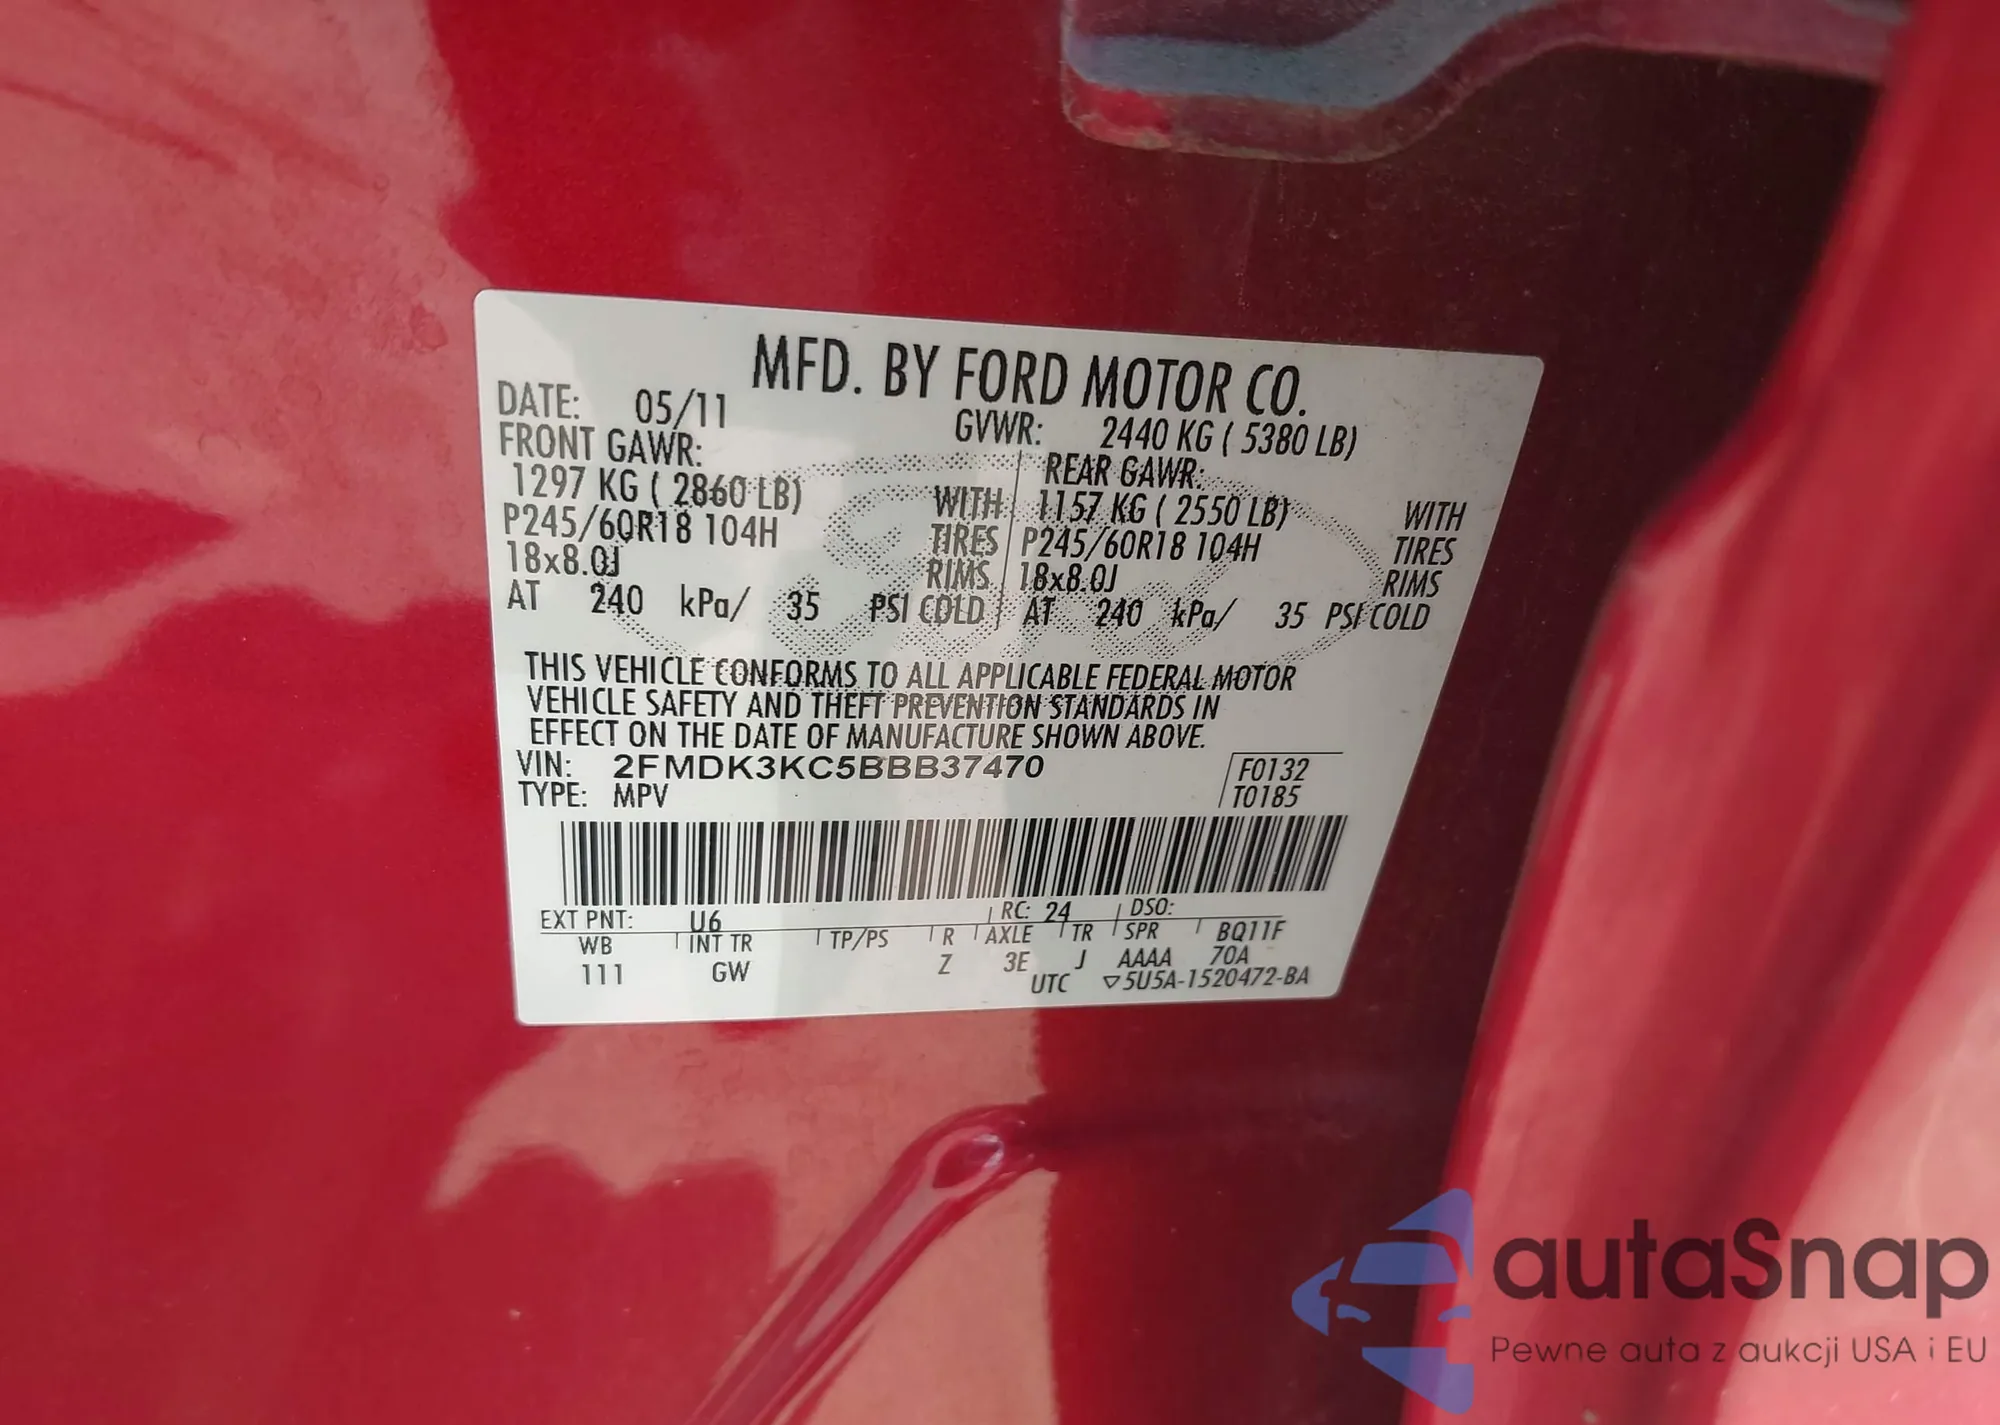 MFD. BY FORD MOTOR CO.
DATE: 05/11 GVWR: 2440 KG ( 5380 LB)
FRONT GAWR: REAR GAWR:
1297 KG ( 2860 LB) WITH 1157 KG ( 2550 LB) WITH
P245/60R18 104H TIRES P245/60R18 104H TIRES
18x8.0J RIMS 18x8.0J RIMS
AT 240 kPa/ 35 PSI COLD AT 240 kPa/ 35 PSI COLD
THIS VEHICLE CONFORMS TO ALL APPLICABLE FEDERAL MOTOR
VEHICLE SAFETY AND THEFT PREVENTION STANDARDS IN
EFFECT ON THE DATE OF MANUFACTURE SHOWN ABOVE.
VIN: 2FMDK3KC5BBB37470 F0132
TYPE: MPV T0185
EXT PNT: U6 RC: 24 DSO:
WB INT TR TP/PS R AXLE TR SPR BQ11F
111 GW Z 3E J AAAA 70A
UTC ▽5U5A-1520472-BA
autaSnap
Pewne auta z aukcji USA i EU